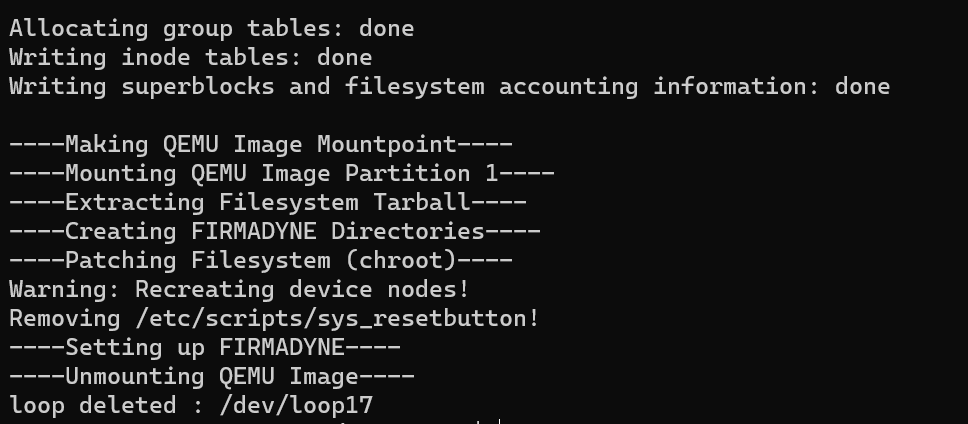 Allocating group tables: done
Writing inode tables: done
Writing superblocks and filesystem accounting information: done
----Making QEMU Image Mountpoint----
----Mounting QEMU Image Partition 1----
----Extracting Filesystem Tarball----
----Creating FIRMADYNE Directories----
----Patching Filesystem (chroot)----
Warning: Recreating device nodes!
Removing /etc/scripts/sys_resetbutton!
----Setting up FIRMADYNE----
----Unmounting QEMU Image----
loop deleted : /dev/loop17